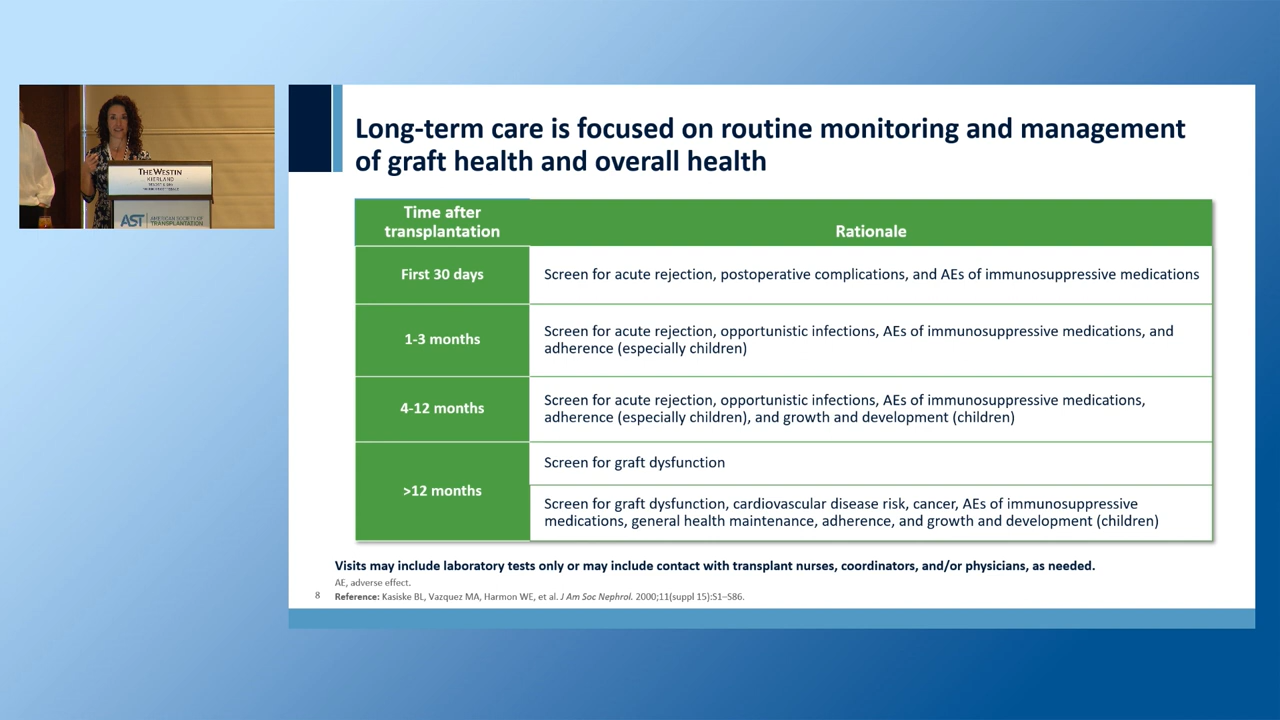 THE WESTIN
KIERLAND
AST AMERICAN SOCIETY OF
TRANSPLANTATION
Long-term care is focused on routine monitoring and management
of graft health and overall health
Time after
transplantation
Rationale
First 30 days
Screen for acute rejection, postoperative complications, and AEs of immunosuppressive medications
1-3 months
Screen for acute rejection, opportunistic infections, AEs of immunosuppressive medications, and
adherence (especially children)
4-12 months
Screen for acute rejection, opportunistic infections, AEs of immunosuppressive medications,
adherence (especially children), and growth and development (children)
>12 months
Screen for graft dysfunction
Screen for graft dysfunction, cardiovascular disease risk, cancer, AEs of immunosuppressive
medications, general health maintenance, adherence, and growth and development (children)
Visits may include laboratory tests only or may include contact with transplant nurses, coordinators, and/or physicians, as needed.
AE, adverse effect.
8
Reference: Kasiske BL, Vazquez MA, Harmon WE, et al. J Am Soc Nephrol. 2000;11(suppl 15):S1–S86.